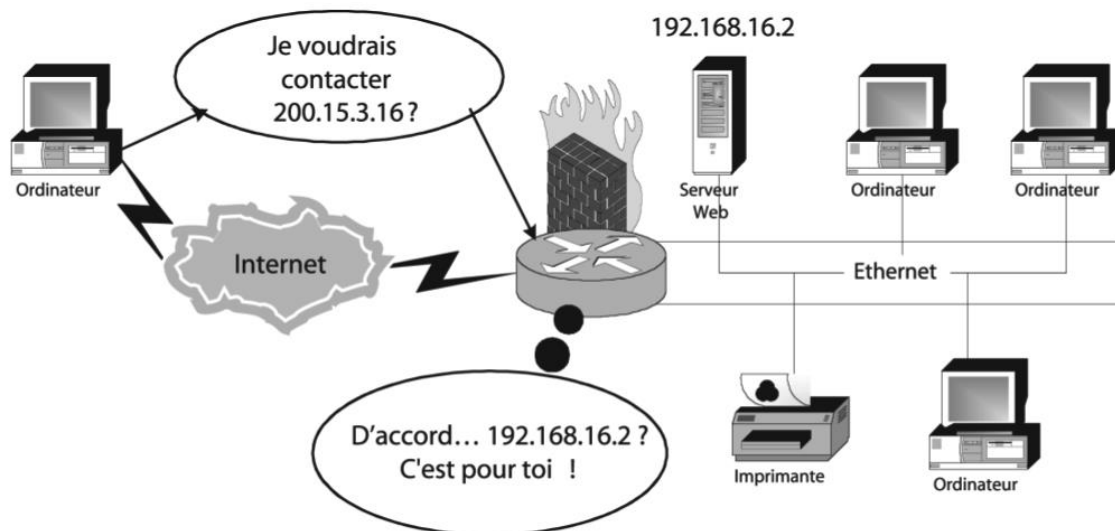 Je voudrais
contacter
200.15.3.16 ?
192.168.16.2
Ordinateur
Serveur
Web
Ordinateur
Ordinateur
Internet
Ethernet
D'accord... 192.168.16.2 ?
C'est pour toi !
Imprimante
Ordinateur